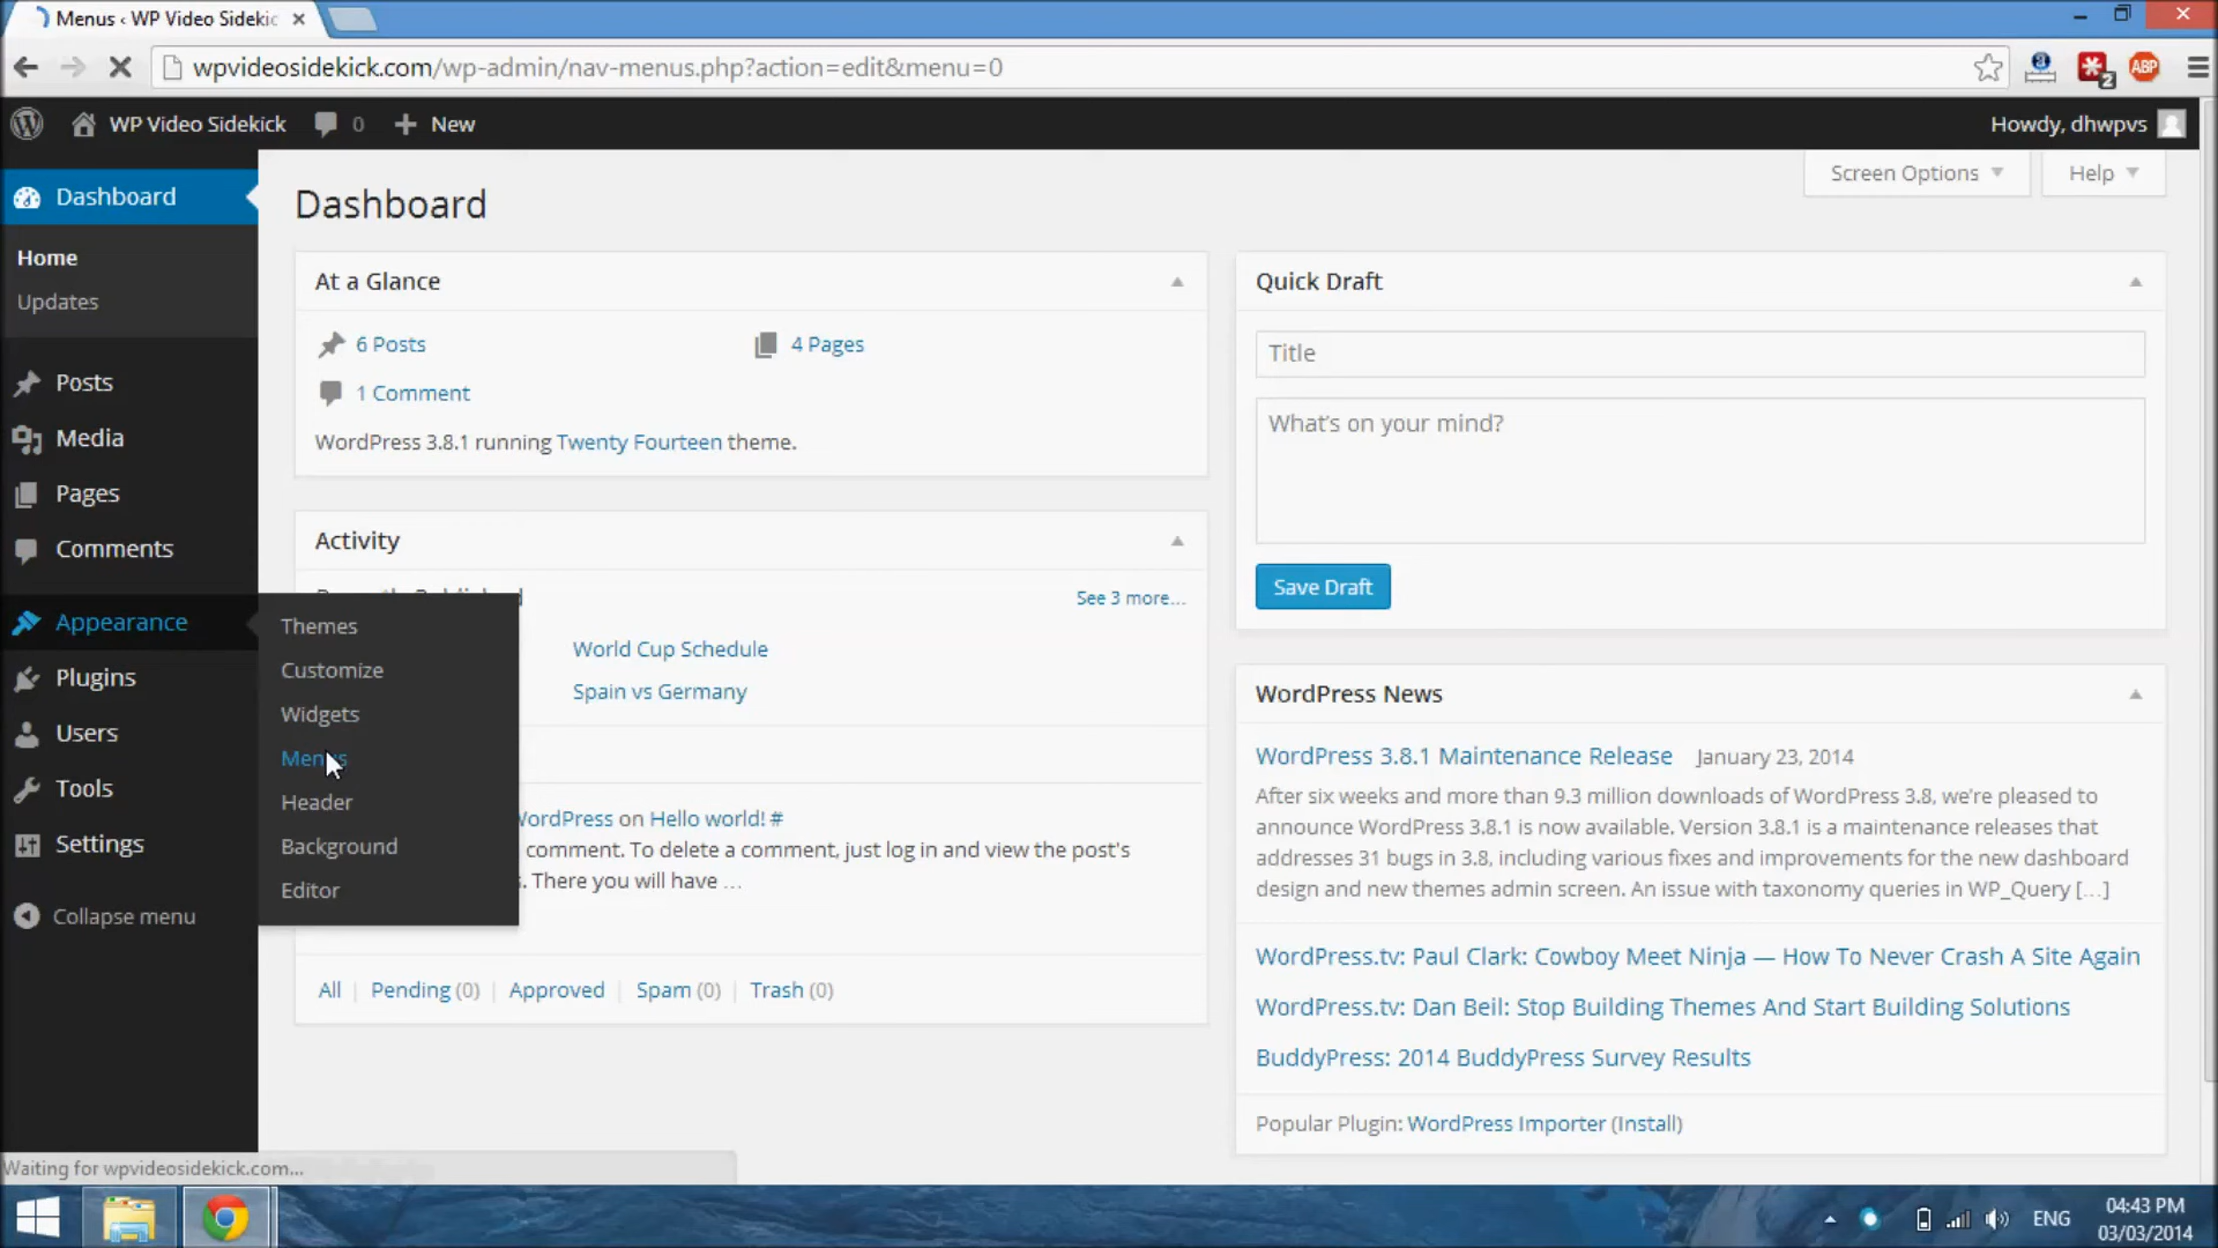 Menus ‹ WP Video Sidekic
wpvideosidekick.com/wp-admin/nav-menus.php?action=edit&menu=0
2
ABP
WP Video Sidekick
0
New
Howdy, dhwpvs
Dashboard
Home
Updates
Posts
Media
Pages
Comments
Appearance
Plugins
Users
Tools
Settings
Collapse menu
Themes
Customize
Widgets
Menus
Header
Background
Editor
Screen Options
Help
Dashboard
At a Glance
6 Posts
4 Pages
1 Comment
WordPress 3.8.1 running Twenty Fourteen theme.
Activity
See 3 more...
World Cup Schedule
Spain vs Germany
WordPress on Hello world! #
comment. To delete a comment, just log in and view the post's
. There you will have …
All | Pending (0) | Approved | Spam (0) | Trash (0)
Quick Draft
Title
What's on your mind?
Save Draft
WordPress News
WordPress 3.8.1 Maintenance Release January 23, 2014
After six weeks and more than 9.3 million downloads of WordPress 3.8, we're pleased to
announce WordPress 3.8.1 is now available. Version 3.8.1 is a maintenance releases that
addresses 31 bugs in 3.8, including various fixes and improvements for the new dashboard
design and new themes admin screen. An issue with taxonomy queries in WP_Query […]
WordPress.tv: Paul Clark: Cowboy Meet Ninja — How To Never Crash A Site Again
WordPress.tv: Dan Beil: Stop Building Themes And Start Building Solutions
BuddyPress: 2014 BuddyPress Survey Results
Popular Plugin: WordPress Importer (Install)
Waiting for wpvideosidekick.com...
ENG
04:43 PM
03/03/2014